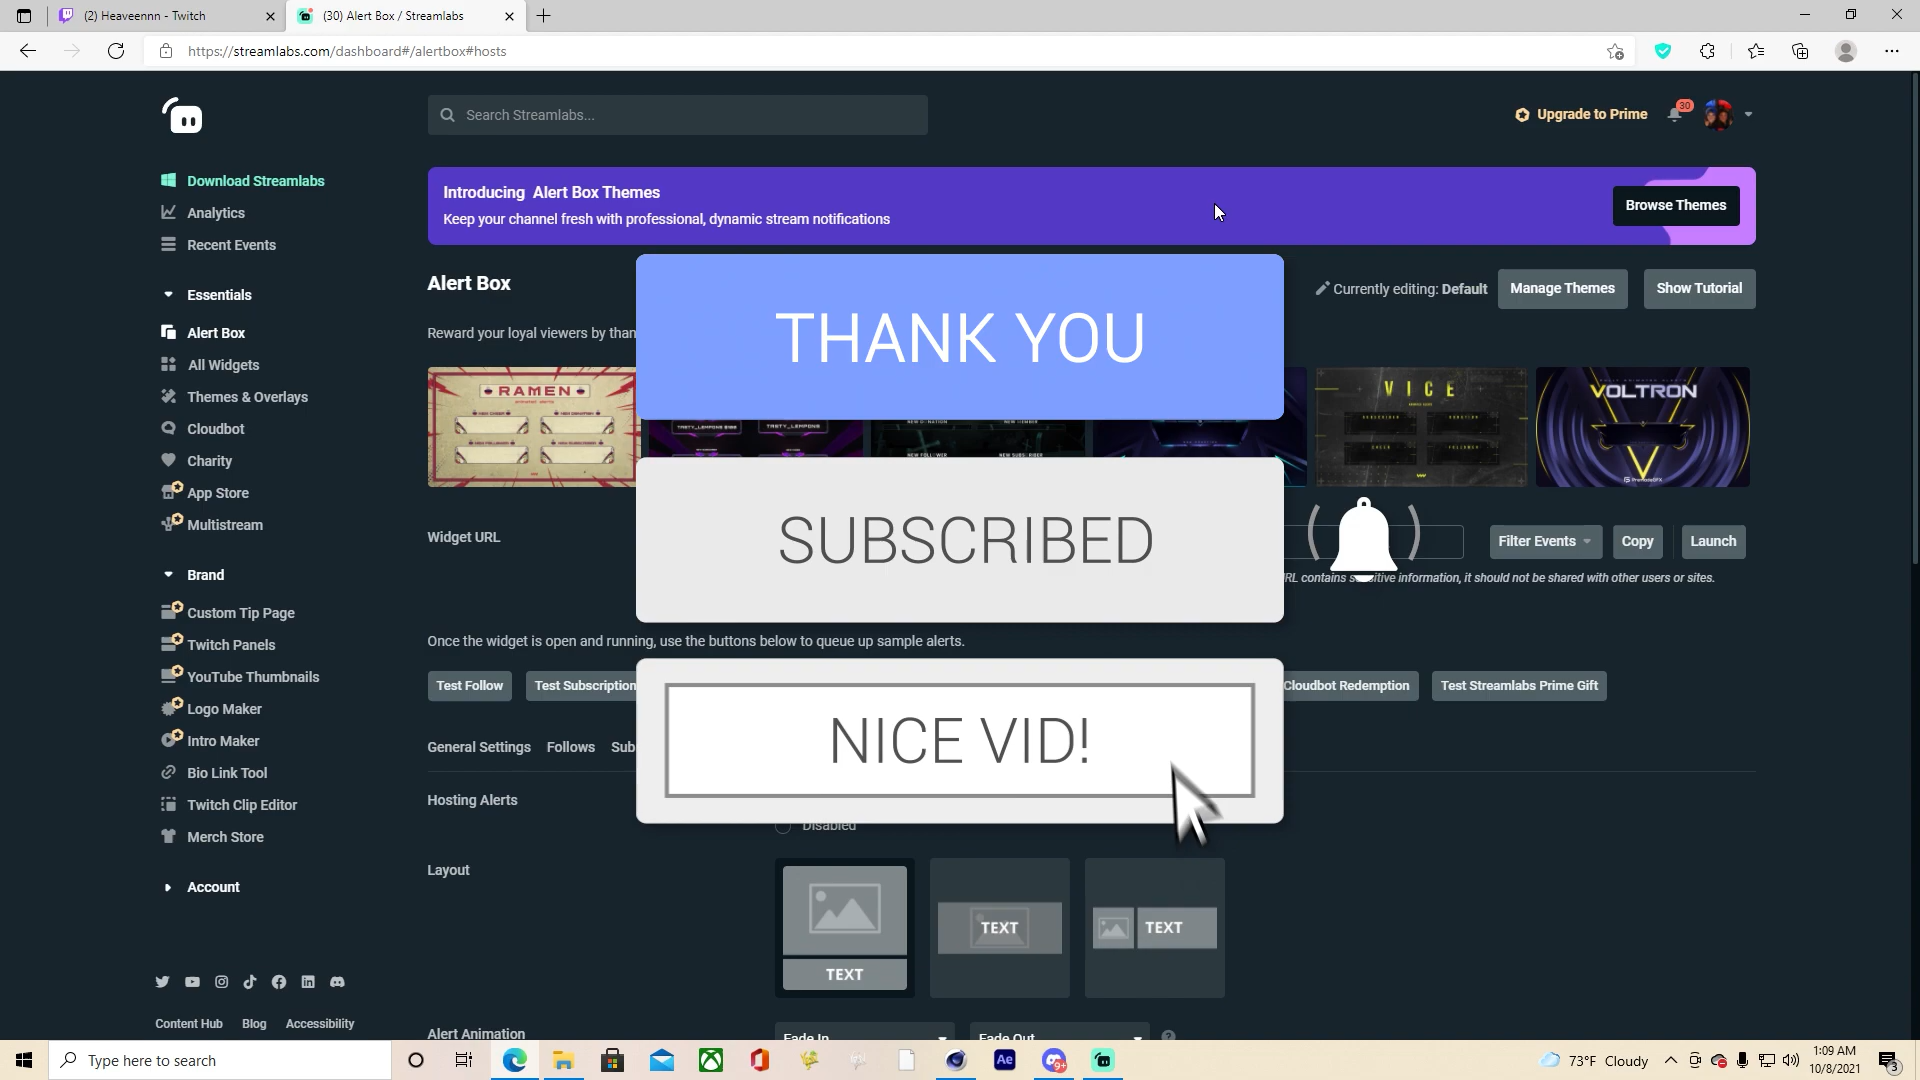 (2) Heaveennn - Twitch
(30) Alert Box / Streamlabs
https://streamlabs.com/dashboard#/alertbox#hosts
Search Streamlabs...
Upgrade to Prime
30
Download Streamlabs
Analytics
Recent Events
Essentials
Alert Box
All Widgets
Themes & Overlays
Cloudbot
Charity
App Store
Multistream
Brand
Custom Tip Page
Twitch Panels
YouTube Thumbnails
Logo Maker
Intro Maker
Bio Link Tool
Twitch Clip Editor
Merch Store
Account
Content Hub Blog Accessibility
Introducing Alert Box Themes
Keep your channel fresh with professional, dynamic stream notifications
Browse Themes
Alert Box
Currently editing: Default
Manage Themes
Show Tutorial
Reward your loyal viewers by than
THANK YOU
RAMEN
VICE
VOLTRON
Widget URL
SUBSCRIBED
Filter Events
Copy
Launch
RL contains sensitive information, it should not be shared with other users or sites.
Once the widget is open and running, use the buttons below to queue up sample alerts.
Test Follow
Test Subscription
Cloudbot Redemption
Test Streamlabs Prime Gift
NICE VID!
General Settings Follows Sub
Hosting Alerts
Disabled
Layout
TEXT
TEXT
TEXT
Alert Animation
Fade In
Fade Out
Type here to search
Ae
9+
73°F Cloudy
1:09 AM
10/8/2021
3